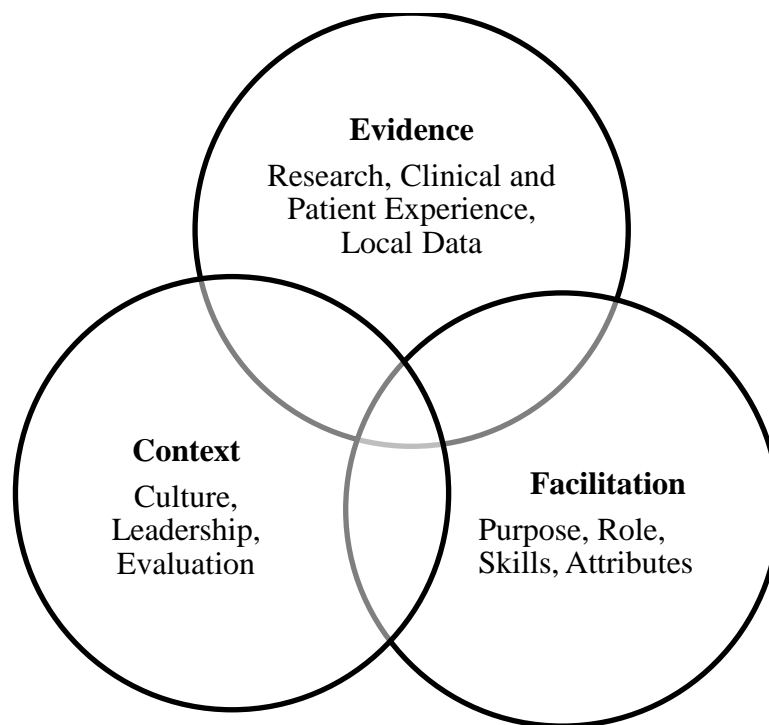 Evidence
Research, Clinical and
Patient Experience,
Local Data
Context
Culture,
Leadership,
Evaluation
Facilitation
Purpose, Role,
Skills, Attributes